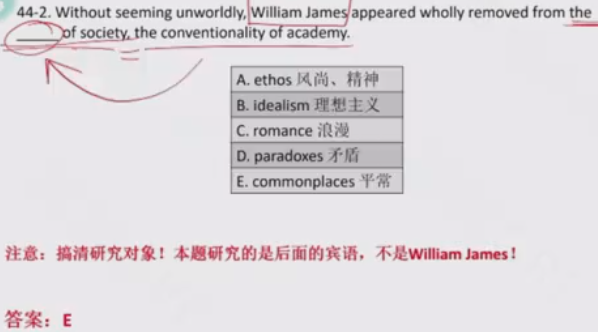 44-2. Without seeming unworldly, William James appeared wholly removed from the
____ of society, the conventionality of academy.
A. ethos 风尚、精神
B. idealism 理想主义
C. romance 浪漫
D. paradoxes 矛盾
E. commonplaces 平常
注意：搞清研究对象！本题研究的是后面的宾语，不是William James！
答案：E